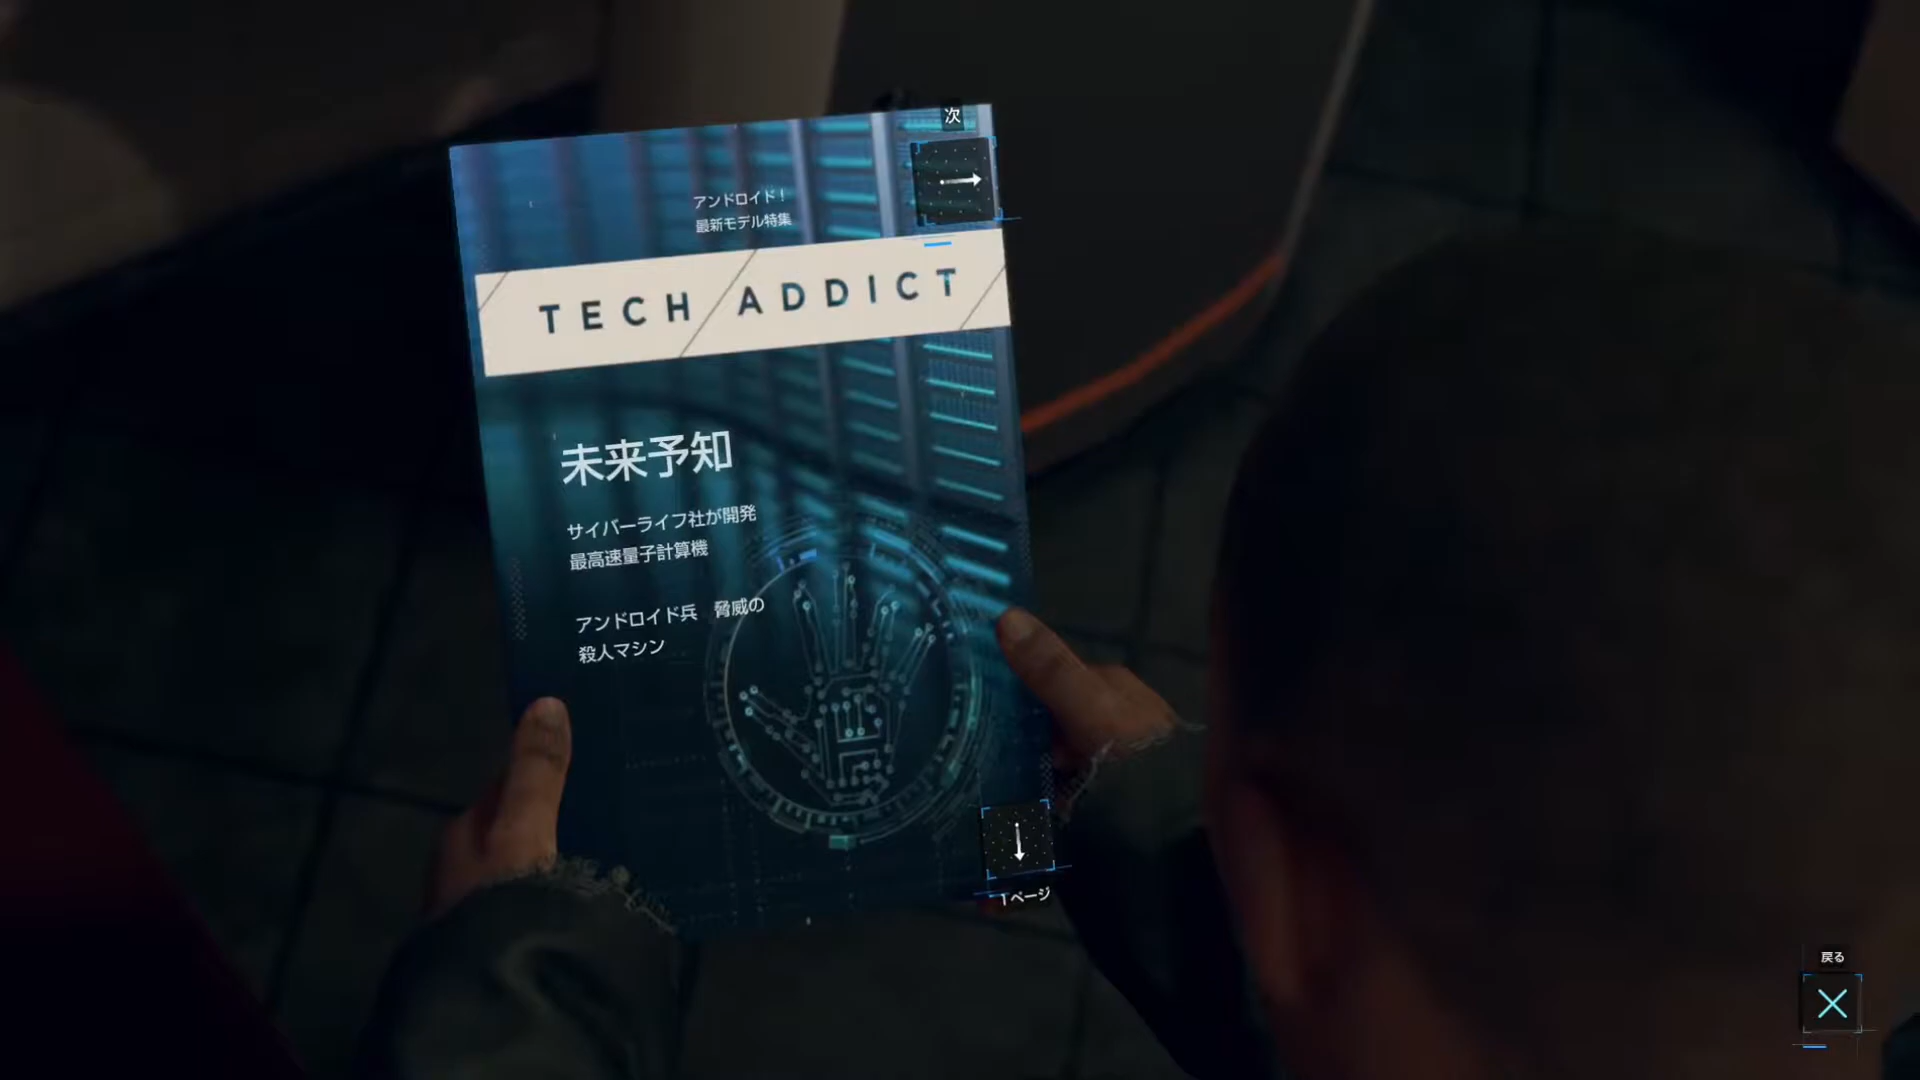 次
アンドロイド！
最新モデル特集
TECH ADDICT
未来予知
サイバーライフ社が開発
最高速量子計算機
アンドロイド兵　脅威の
殺人マシン
1ページ
戻る